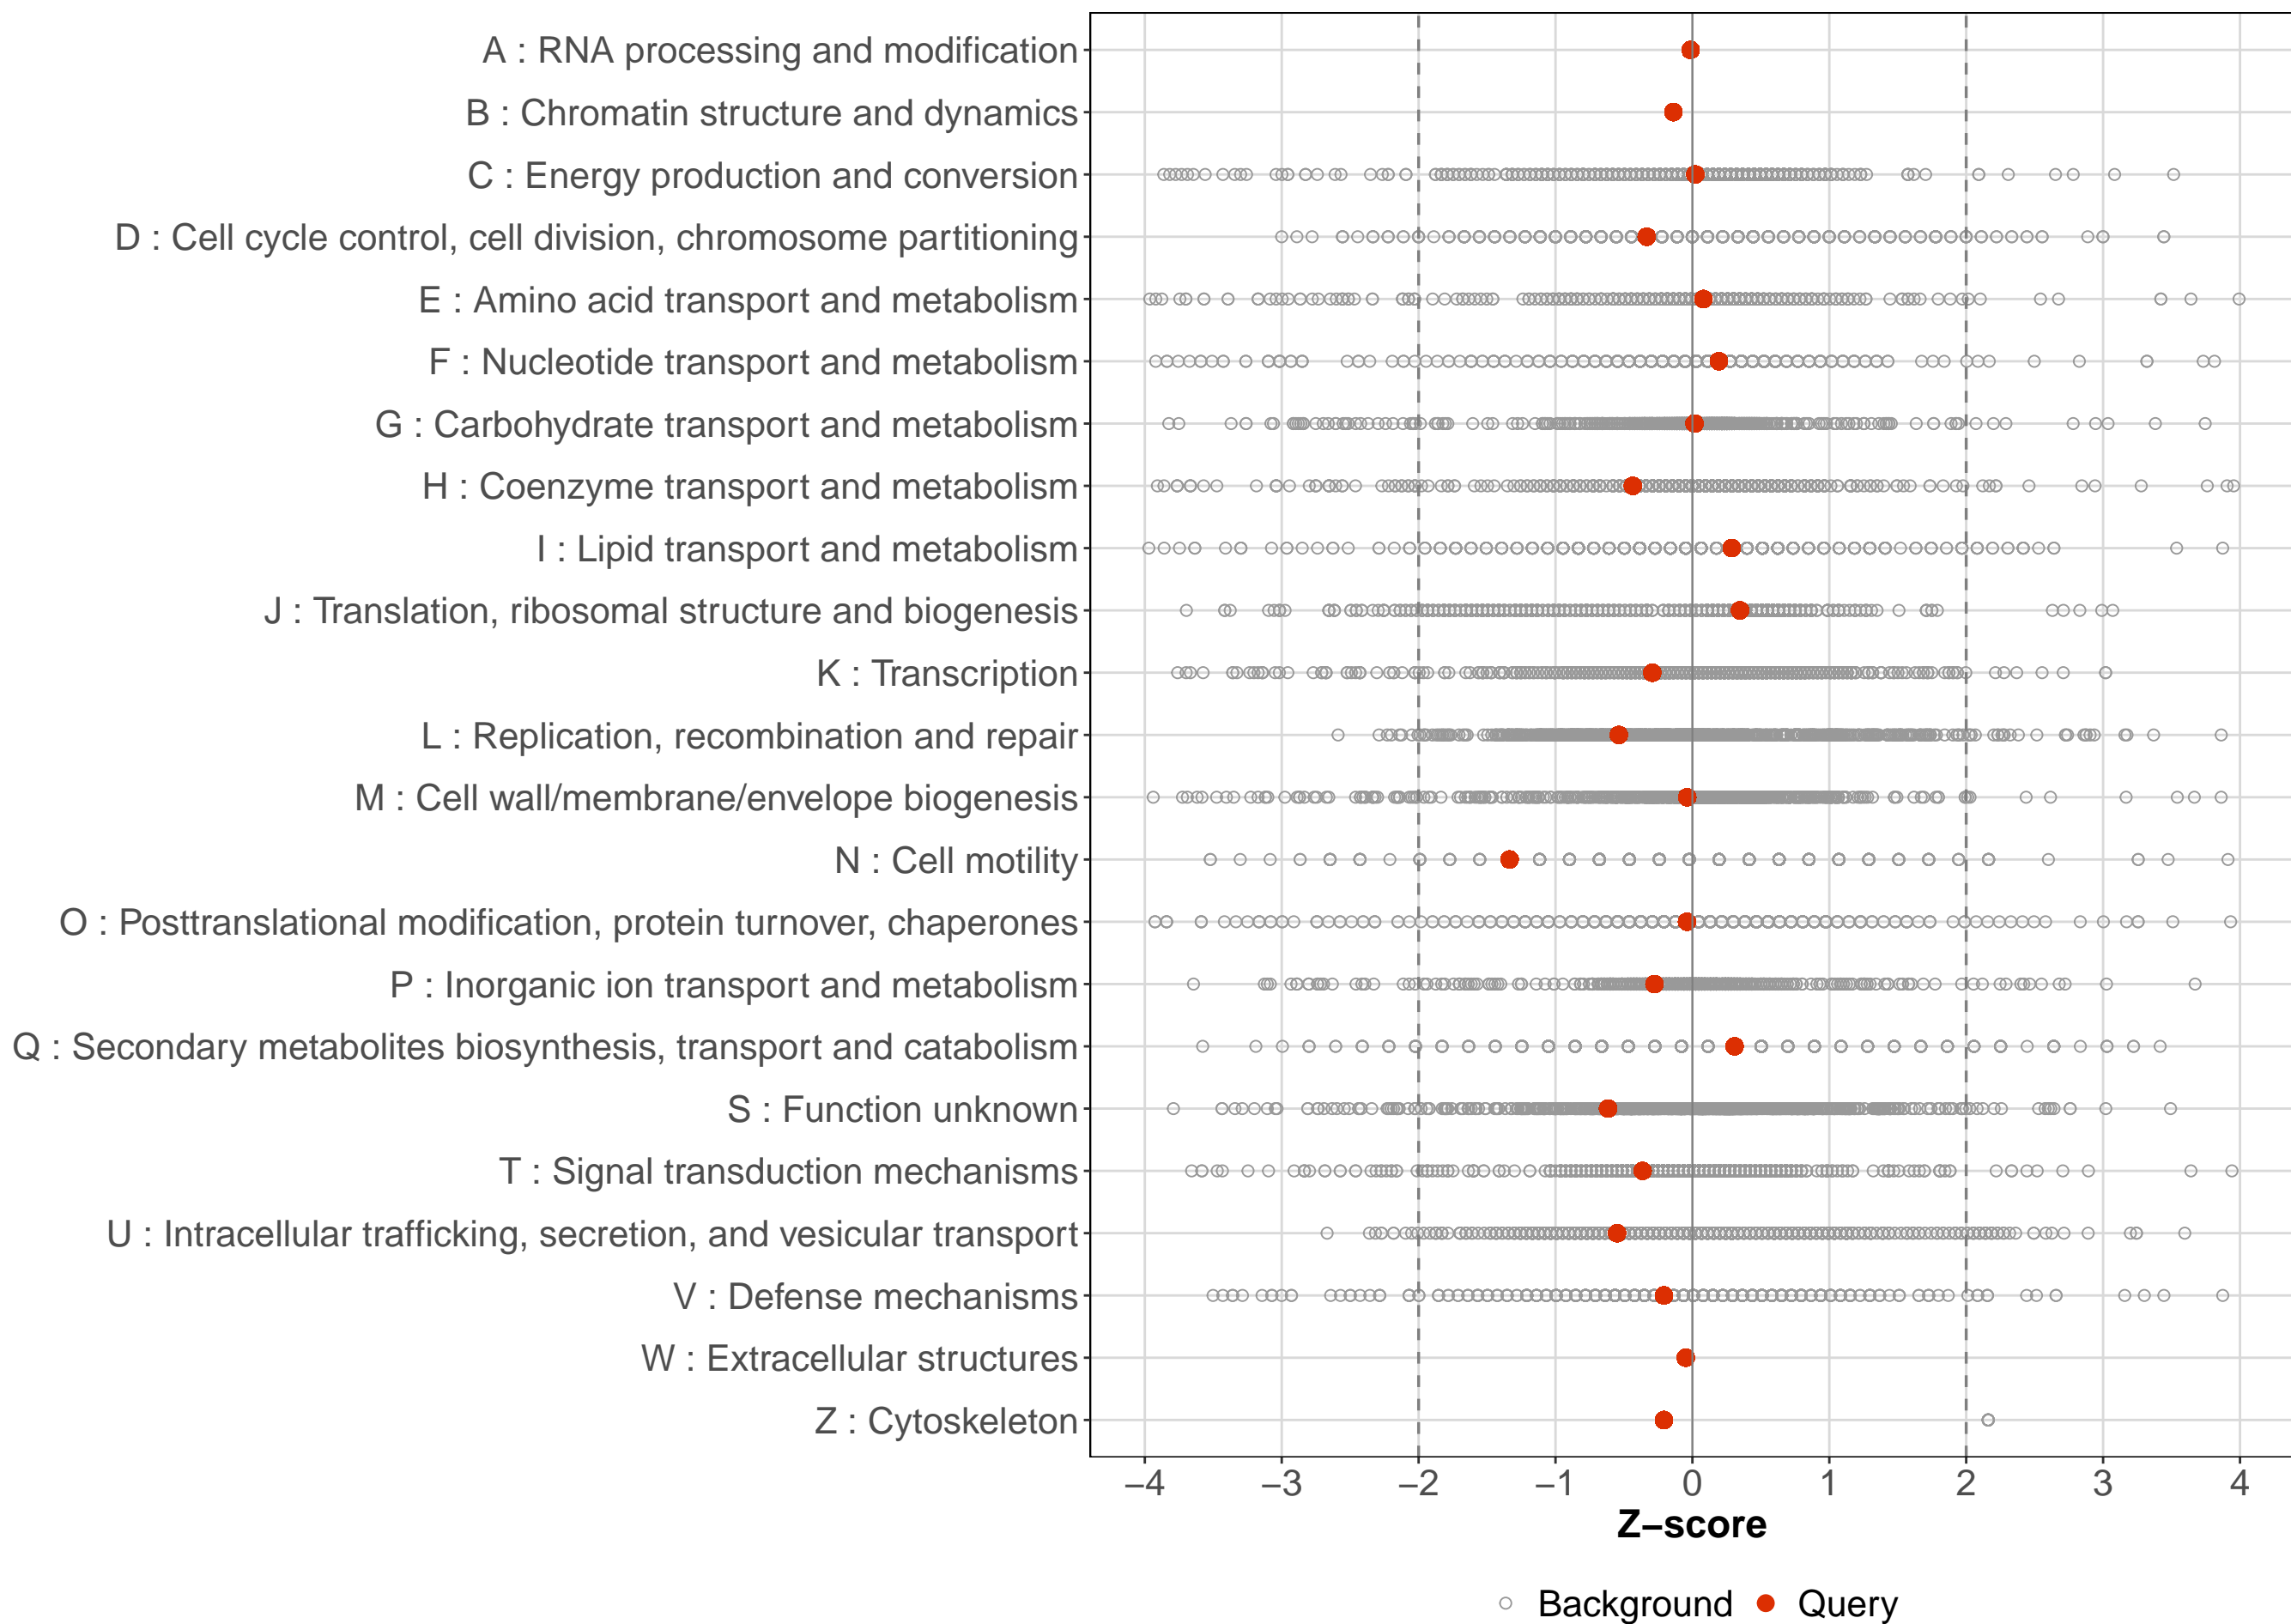 A : RNA processing and modification
B : Chromatin structure and dynamics
C : Energy production and conversion
D : Cell cycle control, cell division, chromosome partitioning
E : Amino acid transport and metabolism
F : Nucleotide transport and metabolism
G : Carbohydrate transport and metabolism
H : Coenzyme transport and metabolism
I : Lipid transport and metabolism
J : Translation, ribosomal structure and biogenesis
K : Transcription
L : Replication, recombination and repair
M : Cell wall/membrane/envelope biogenesis
N : Cell motility
O : Posttranslational modification, protein turnover, chaperones
P : Inorganic ion transport and metabolism
Q : Secondary metabolites biosynthesis, transport and catabolism
S : Function unknown
T : Signal transduction mechanisms
U : Intracellular trafficking, secretion, and vesicular transport
V : Defense mechanisms
W : Extracellular structures
Z : Cytoskeleton
−4 −3 −2 −1 0 1 2 3 4
Z−score
Background Query